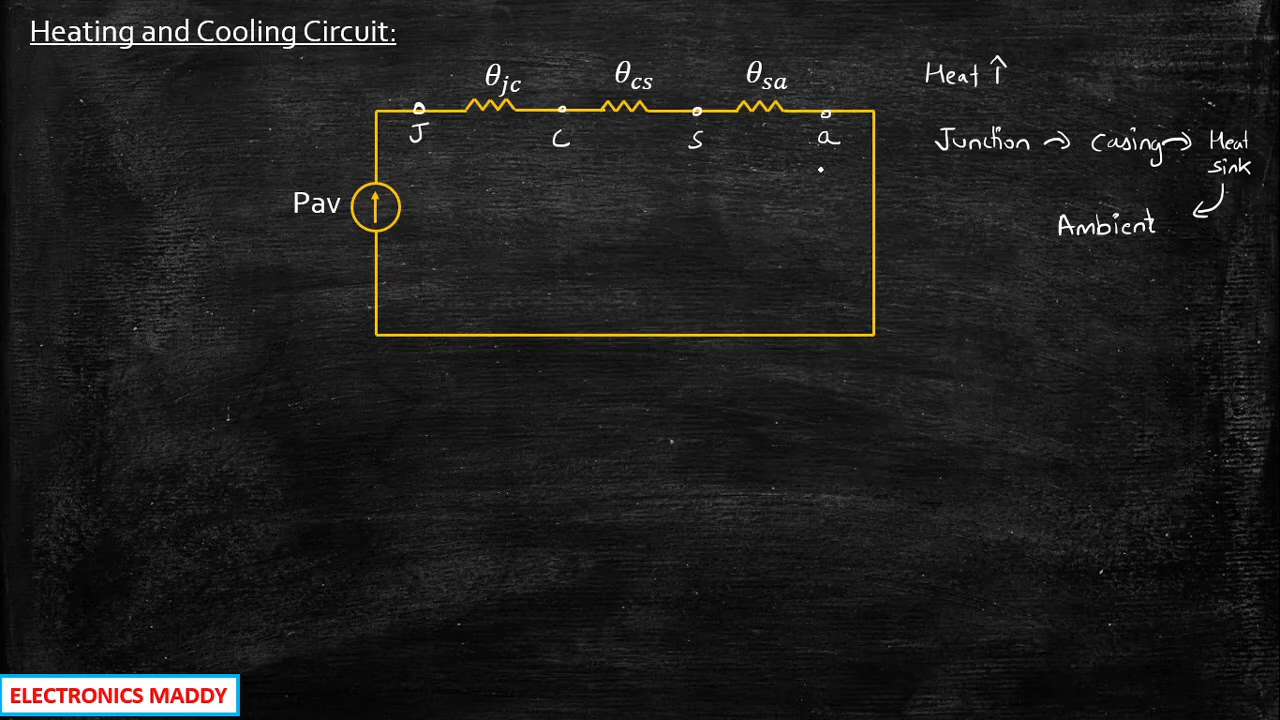 Heating and Cooling Circuit:
θjc θcs θsa
J C S a
Pav
Heat ↑
Junction → Casing → Heat sink
Ambient
ELECTRONICS MADDY